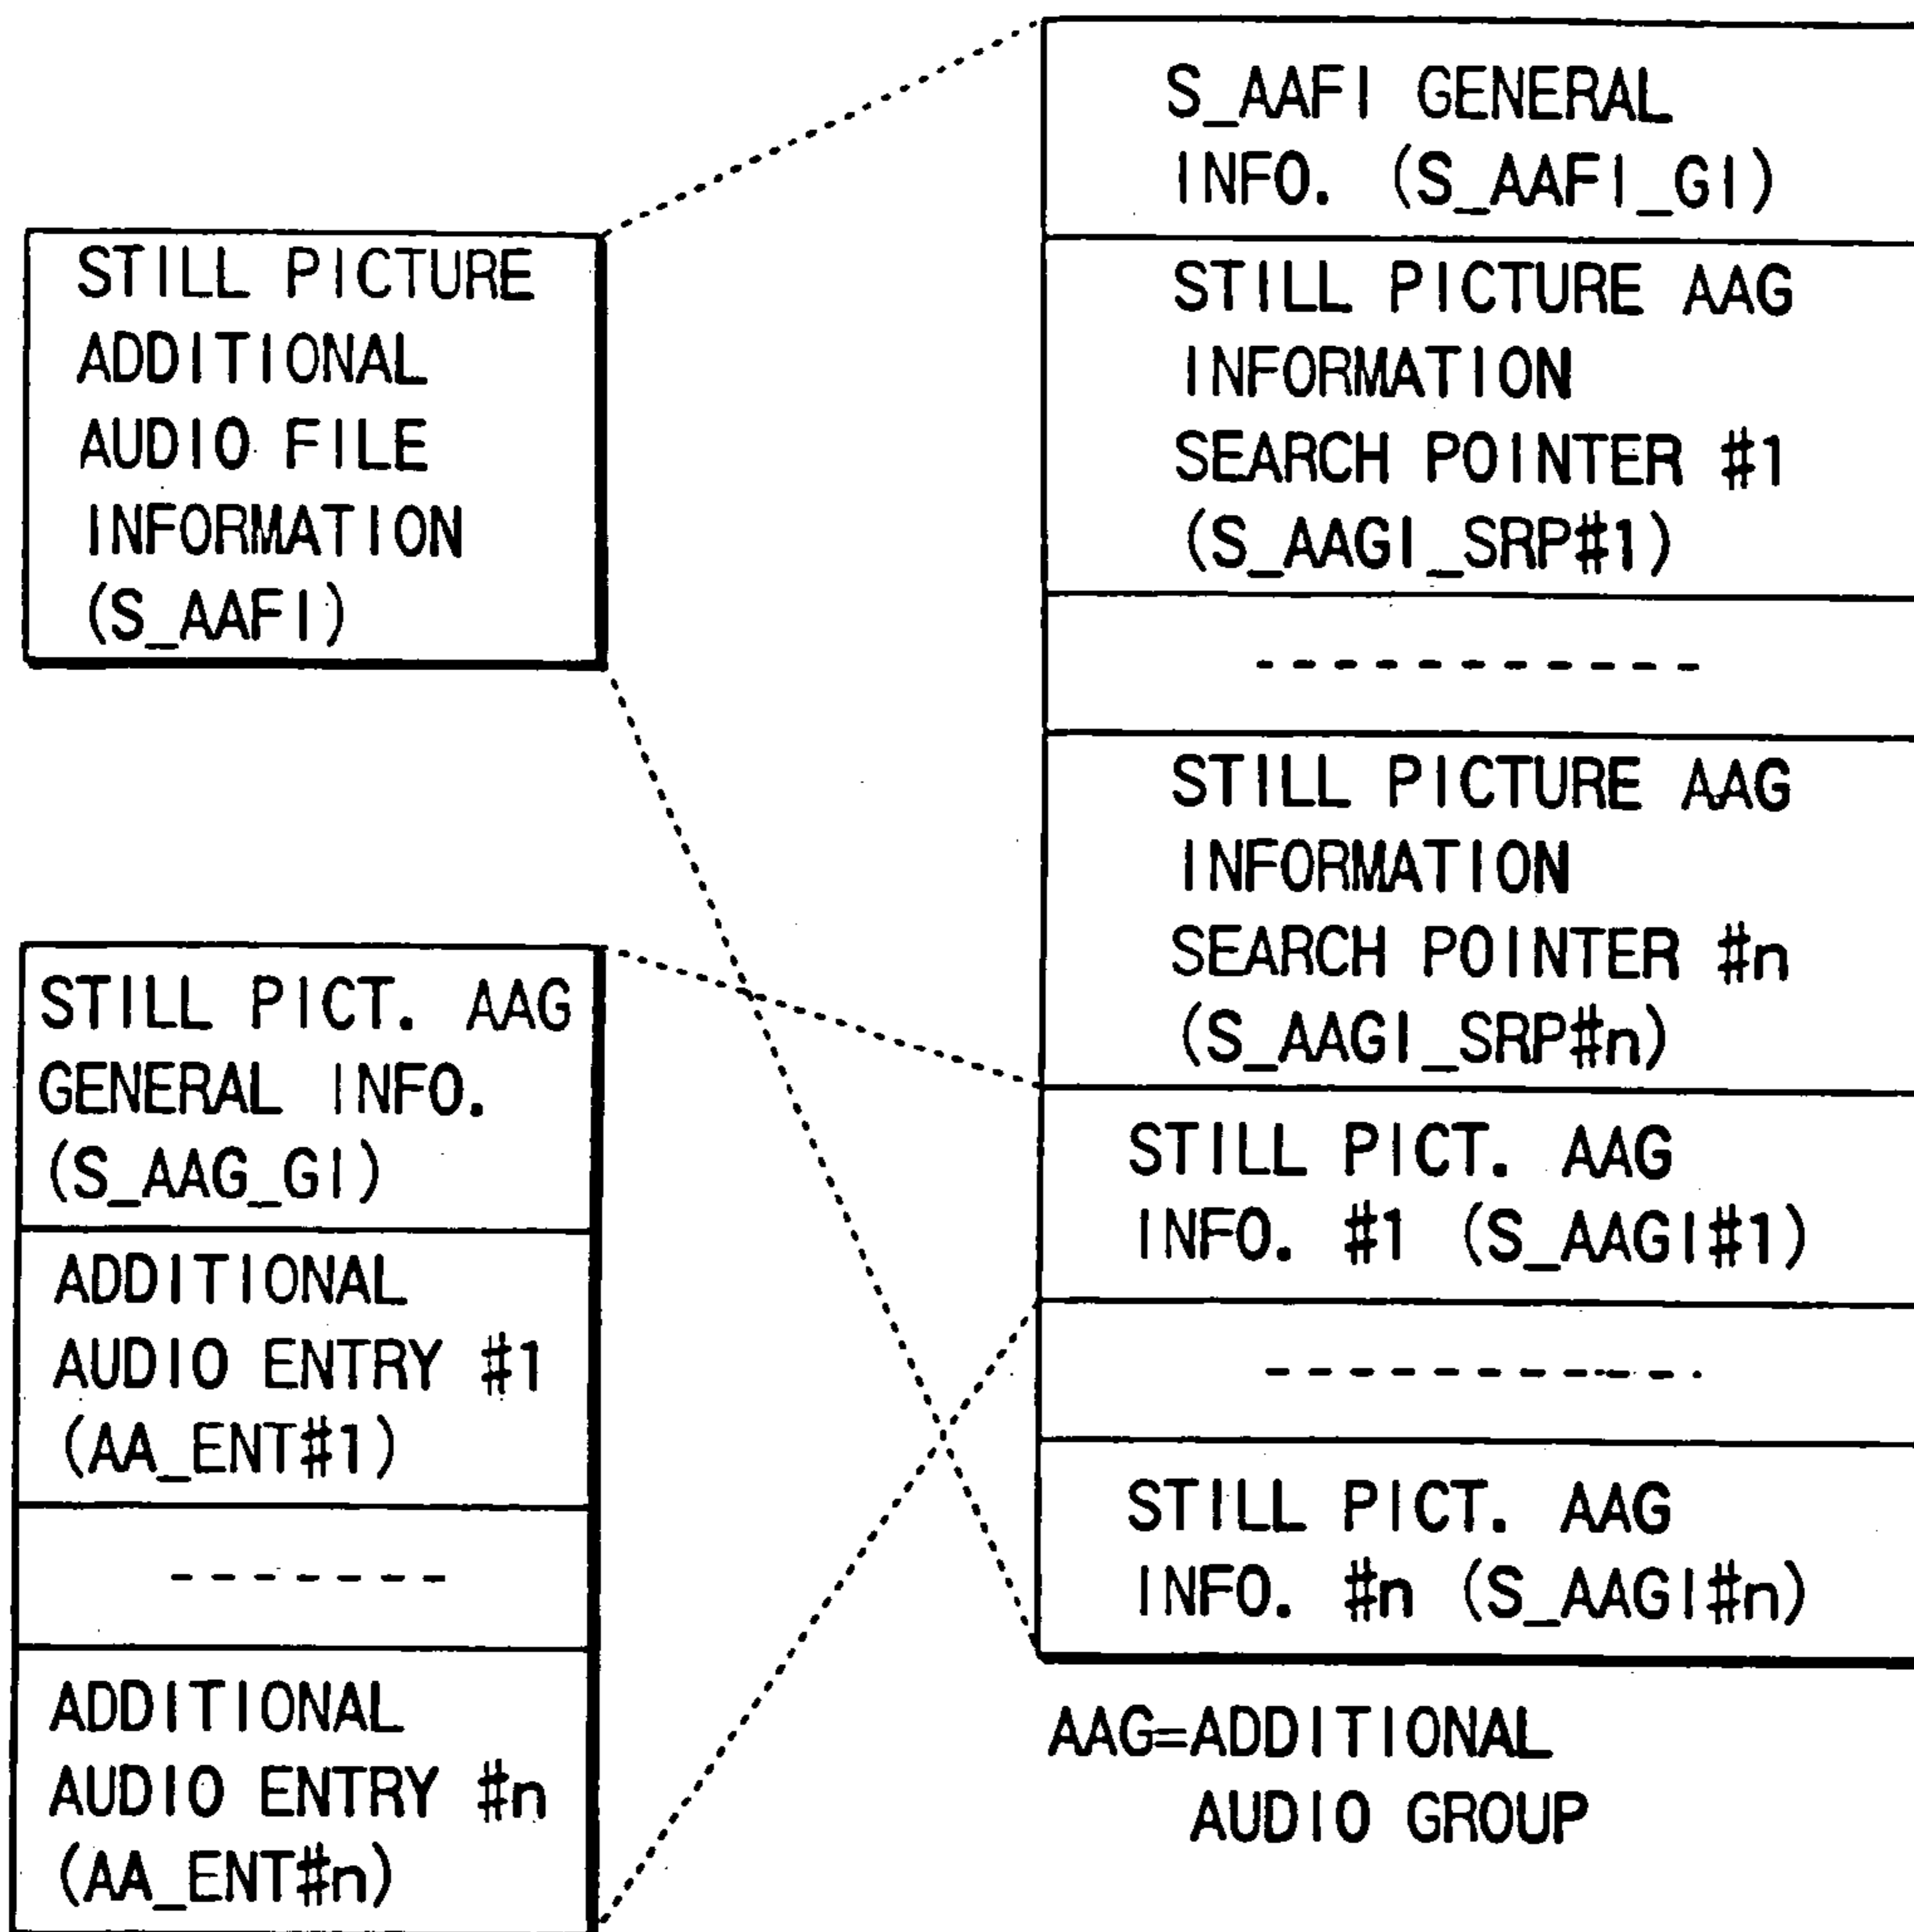 STILL PICTURE
ADDITIONAL
AUDIO FILE
INFORMATION
(S_AAFI)
STILL PICT. AAG
GENERAL INFO.
(S_AAG_GI)
ADDITIONAL
AUDIO ENTRY #1
(AA_ENT#1)
ADDITIONAL
AUDIO ENTRY #n
(AA_ENT#n)
S_AAFI GENERAL
INFO. (S_AAFI_GI)
STILL PICTURE AAG
INFORMATION
SEARCH POINTER #1
(S_AAGI_SRP#1)
STILL PICTURE AAG
INFORMATION
SEARCH POINTER #n
(S_AAGI_SRP#n)
STILL PICT. AAG
INFO. #1 (S_AAGI#1)
STILL PICT. AAG
INFO. #n (S_AAGI#n)
AAG=ADDITIONAL
AUDIO GROUP